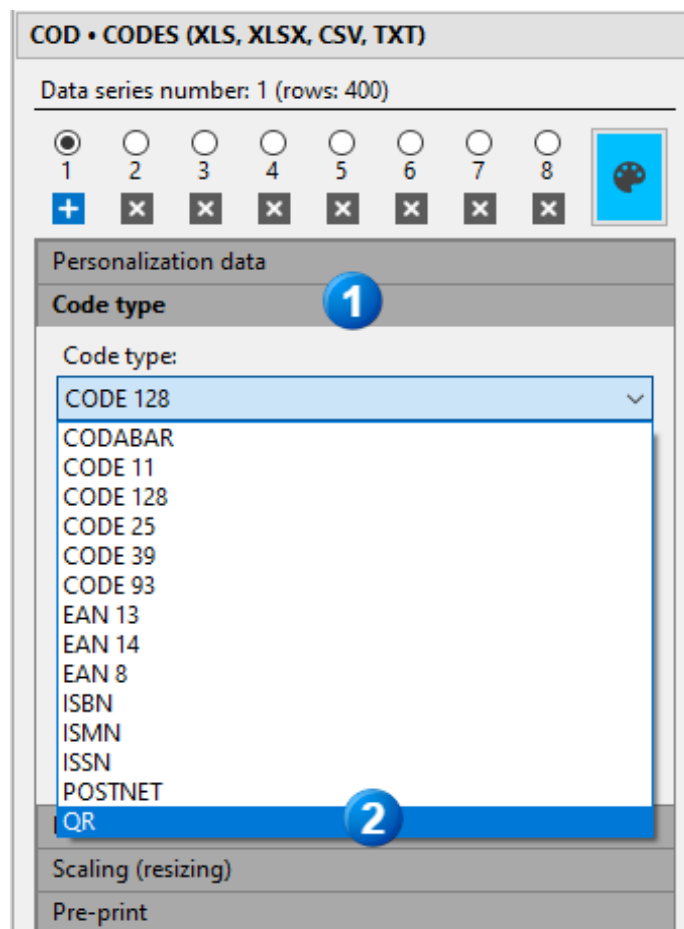 COD • CODES (XLS, XLSX, CSV, TXT)
Data series number: 1 (rows: 400)
1 2 3 4 5 6 7 8
Personalization data
Code type
1
Code type:
CODE 128
CODABAR
CODE 11
CODE 128
CODE 25
CODE 39
CODE 93
EAN 13
EAN 14
EAN 8
ISBN
ISMN
ISSN
POSTNET
QR 2
Scaling (resizing)
Pre-print